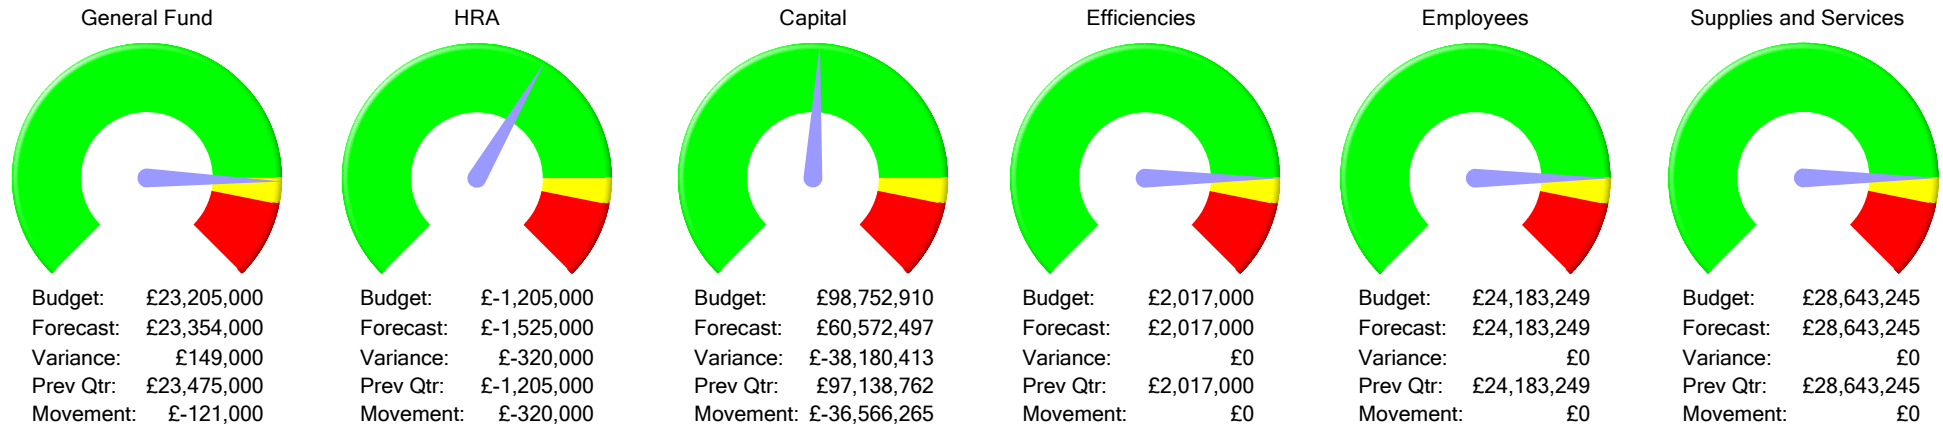 General Fund
Budget: £23,205,000
Forecast: £23,354,000
Variance: £149,000
Prev Qtr: £23,475,000
Movement: £-121,000
HRA
Budget: £-1,205,000
Forecast: £-1,525,000
Variance: £-320,000
Prev Qtr: £-1,205,000
Movement: £-320,000
Capital
Budget: £98,752,910
Forecast: £60,572,497
Variance: £-38,180,413
Prev Qtr: £97,138,762
Movement: £-36,566,265
Efficiencies
Budget: £2,017,000
Forecast: £2,017,000
Variance: £0
Prev Qtr: £2,017,000
Movement: £0
Employees
Budget: £24,183,249
Forecast: £24,183,249
Variance: £0
Prev Qtr: £24,183,249
Movement: £0
Supplies and Services
Budget: £28,643,245
Forecast: £28,643,245
Variance: £0
Prev Qtr: £28,643,245
Movement: £0